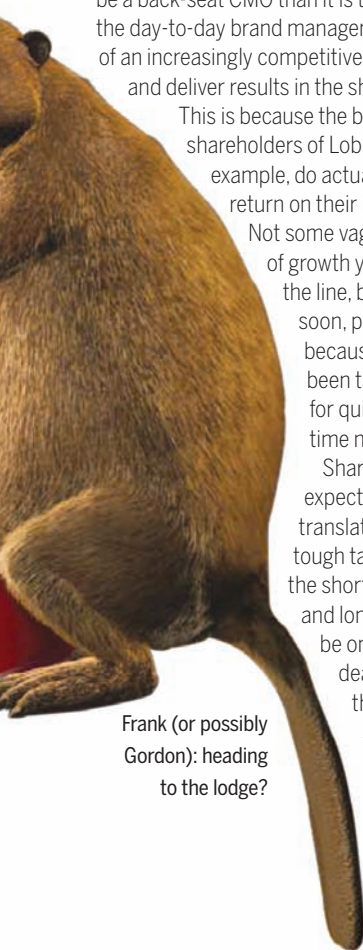 be a back-seat CMO than it is t
the day-to-day brand manager
of an increasingly competitive
and deliver results in the sh
This is because the b
shareholders of Lob
example, do actua
return on their
Not some vag
of growth y
the line, b
soon, p
becaus
been t
for qui
time n
Shar
expect
translat
tough ta
the short
and lon
be or
dea
th
Frank (or possibly
Gordon): heading
to the lodge?